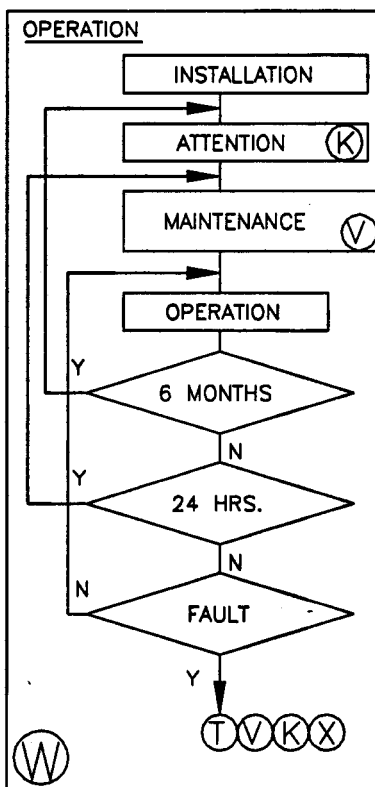 OPERATION
INSTALLATION
ATTENTION K
MAINTENANCE V
OPERATION
Y
6 MONTHS
N
Y
24 HRS.
N
N
FAULT
Y
T V K X
W